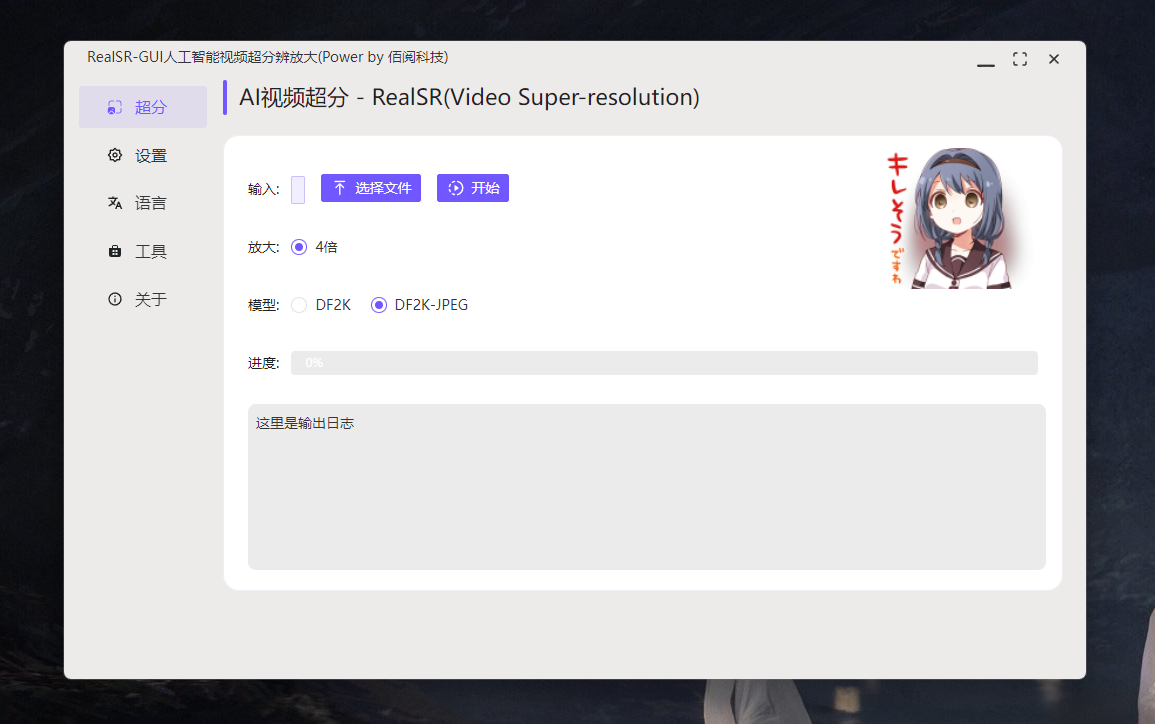 RealSR-GUI人工智能视频超分辨放大(Power by 佰阅科技)
超分
设置
语言
工具
关于
AI视频超分 - RealSR(Video Super-resolution)
输入: 选择文件 开始
放大: 4倍
模型: DF2K DF2K-JPEG
进度: 0%
这里是输出日志
キレそう
ですわ